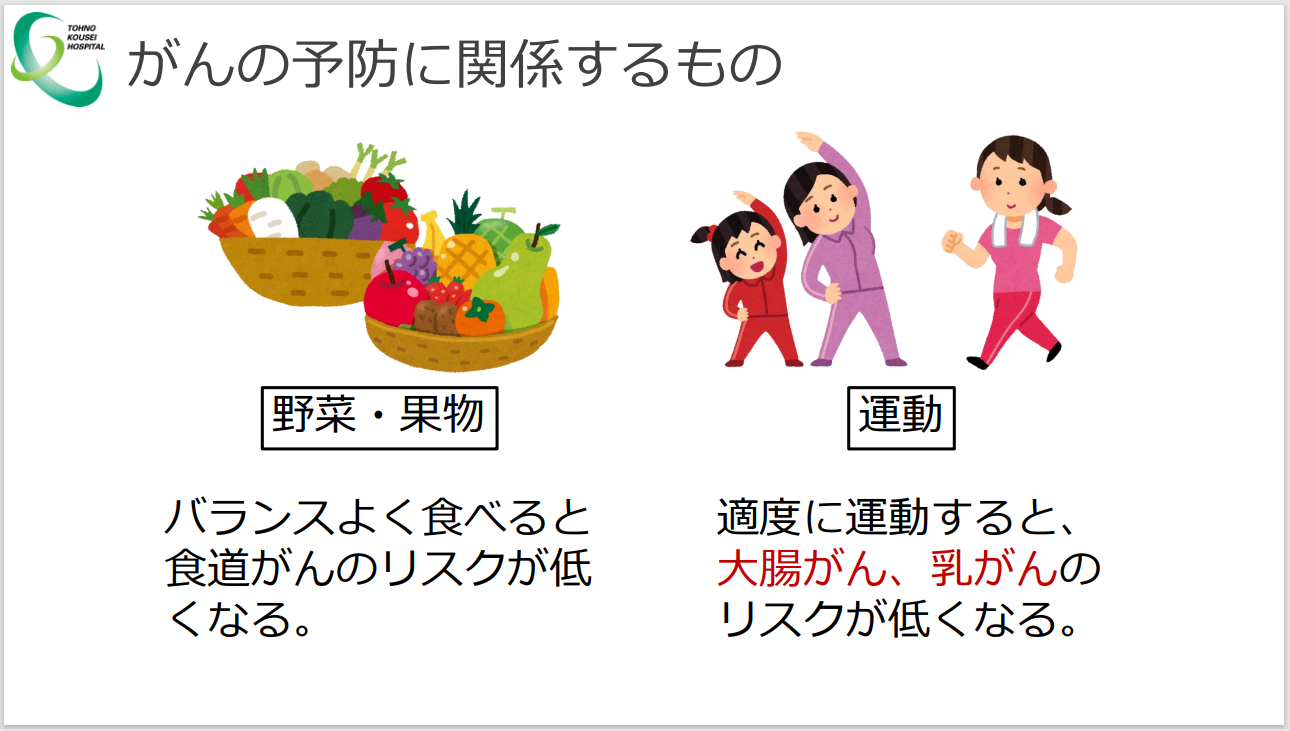 TOHNO
KOUSEI
HOSPITAL
がんの予防に関係するもの
野菜・果物
バランスよく食べると
食道がんのリスクが低
くなる。
運動
適度に運動すると、
大腸がん、乳がんの
リスクが低くなる。